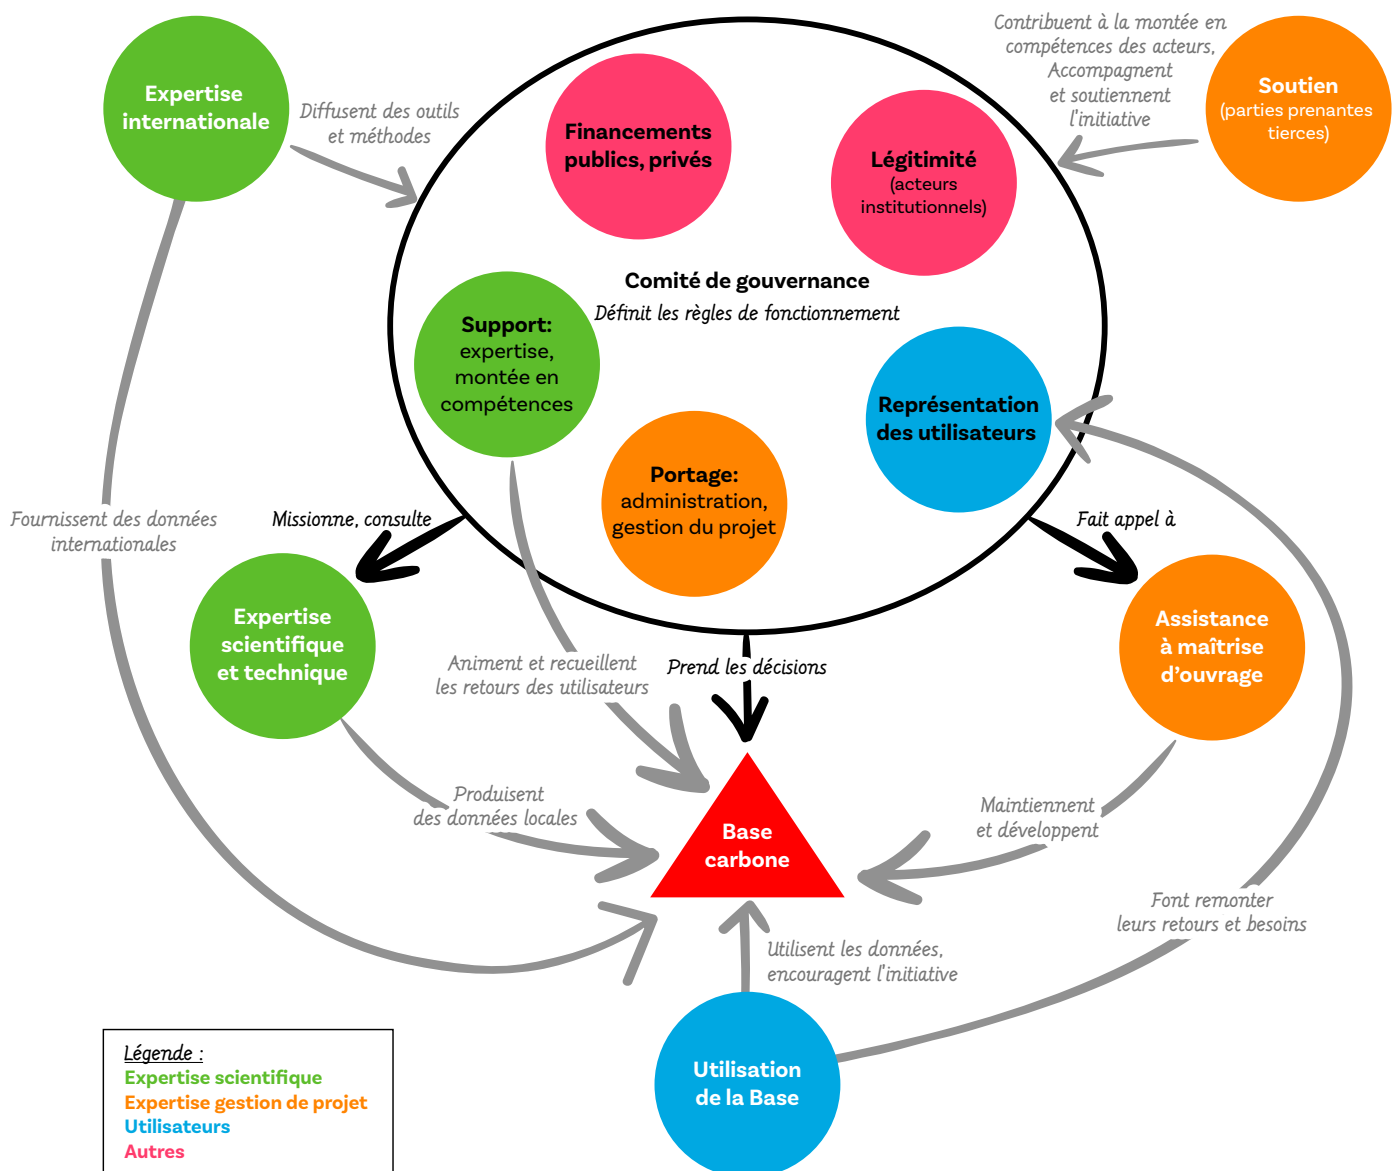 Expertise
internationale
Diffusent des outils
et méthodes
Financements
publics, privés
Légitimité
(acteurs
institutionnels)
Contribuent à la montée en
compétences des acteurs,
Accompagnent
et soutiennent
l'initiative
Soutien
(parties prenantes
tierces)
Comité de gouvernance
Définit les règles de fonctionnement
Support:
expertise,
montée en
compétences
Représentation
des utilisateurs
Portage:
administration,
gestion du projet
Fournissent des données
internationales
Missionne, consulte
Fait appel à
Expertise
scientifique
et technique
Animent et recueillent
les retours des utilisateurs
Prend les décisions
Assistance
à maîtrise
d'ouvrage
Produisent
des données locales
Base
carbone
Maintiennent
et développent
Font remonter
leurs retours et besoins
Utilisent les données,
encouragent l'initiative
Utilisation
de la Base
Légende :
Expertise scientifique
Expertise gestion de projet
Utilisateurs
Autres